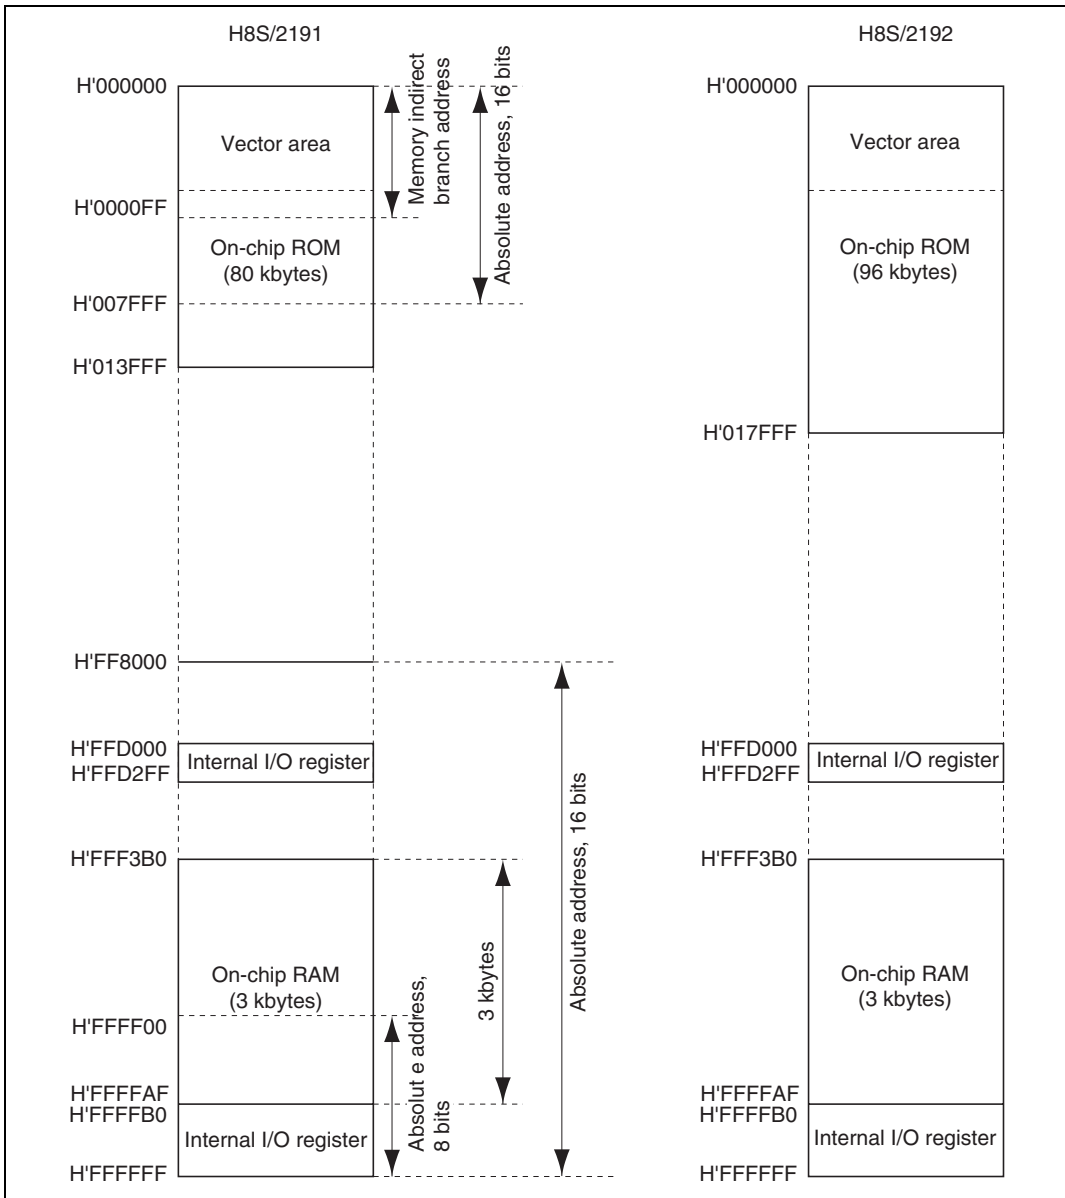 H8S/2191
H'000000
Vector area
H'0000FF
On-chip ROM
(80 kbytes)
H'007FFF
H'013FFF
Memory indirect
branch address
Absolute address, 16 bits
H'FF8000
H'FFD000
Internal I/O register
H'FFD2FF
H'FFF3B0
On-chip RAM
(3 kbytes)
H'FFFF00
H'FFFFAF
H'FFFFB0
Internal I/O register
H'FFFFFF
Absolut e address,
8 bits
3 kbytes
Absolute address, 16 bits
H8S/2192
H'000000
Vector area
On-chip ROM
(96 kbytes)
H'017FFF
H'FFD000
Internal I/O register
H'FFD2FF
H'FFF3B0
On-chip RAM
(3 kbytes)
H'FFFFAF
H'FFFFB0
Internal I/O register
H'FFFFFF